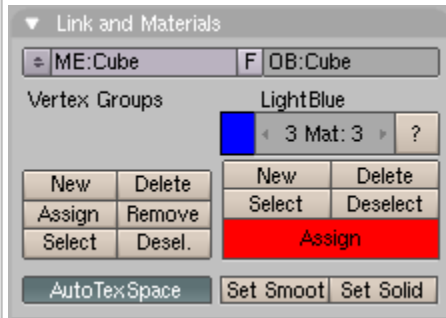 Link and Materials
ME:Cube F OB:Cube
Vertex Groups LightBlue
3 Mat: 3 ?
New Delete New Delete
Assign Remove Select Deselect
Select Desel. Assign
AutoTexSpace Set Smoot Set Solid